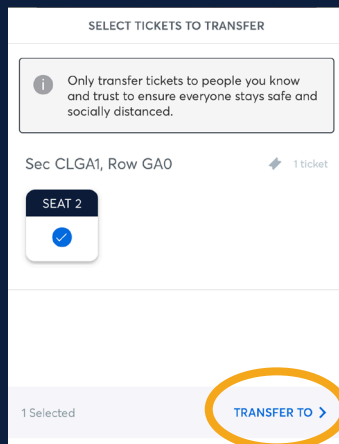 SELECT TICKETS TO TRANSFER
Only transfer tickets to people you know
and trust to ensure everyone stays safe and
socially distanced.
Sec CLGA1, Row GA0
1 ticket
SEAT 2
1 Selected
TRANSFER TO